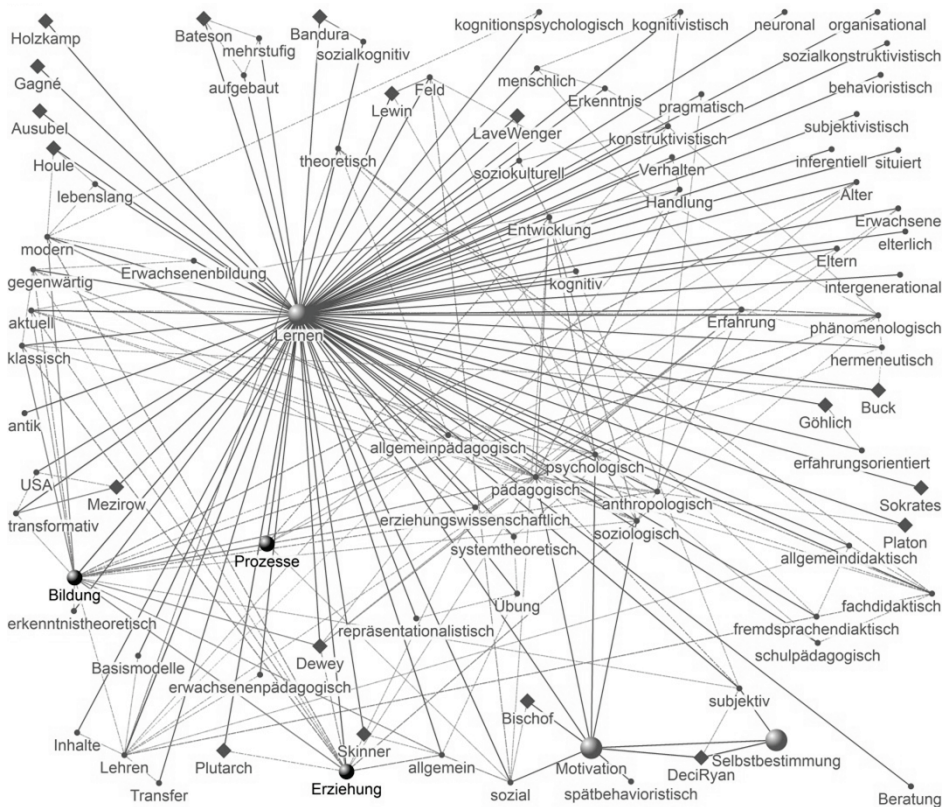 Holzkamp
Bateson
mehrstufig
Bandura
sozialkognitiv
kognitionspsychologisch
kognitivistisch
neuronal
organisational
sozialkonstruktivistisch
Gagné
aufgebaut
Feld
menschlich
behavioristisch
Lewin
Erkenntnis
pragmatisch
Ausubel
LaveWenger
konstruktivistisch
subjektivistisch
Houle
theoretisch
soziokulturell
Verhalten
inferentiell
situiert
lebenslang
Handlung
Alter
modern
Entwicklung
Erwachsene
elterlich
Erwachsenenbildung
Eltern
gegenwärtig
kognitiv
intergenerational
aktuell
Lernen
Erfahrung
phänomenologisch
klassisch
hermeneutisch
Buck
antik
Göhlich
allgemeinpädagogisch
psychologisch
erfahrungsorientiert
USA
pädagogisch
Mezirow
anthropologisch
Sokrates
transformativ
erziehungswissenschaftlich
soziologisch
Platon
systemtheoretisch
allgemeindidaktisch
Prozesse
Bildung
Übung
fachdidaktisch
erkenntnistheoretisch
repräsentationalistisch
fremdsprachendiaktisch
schulpädagogisch
Basismodelle
Dewey
erwachsenenpädagogisch
subjektiv
Bischof
Inhalte
Lehren
Plutarch
Skinner
allgemein
Motivation
DeciRyan
Selbstbestimmung
Transfer
Erziehung
sozial
spätbehavioristisch
Beratung